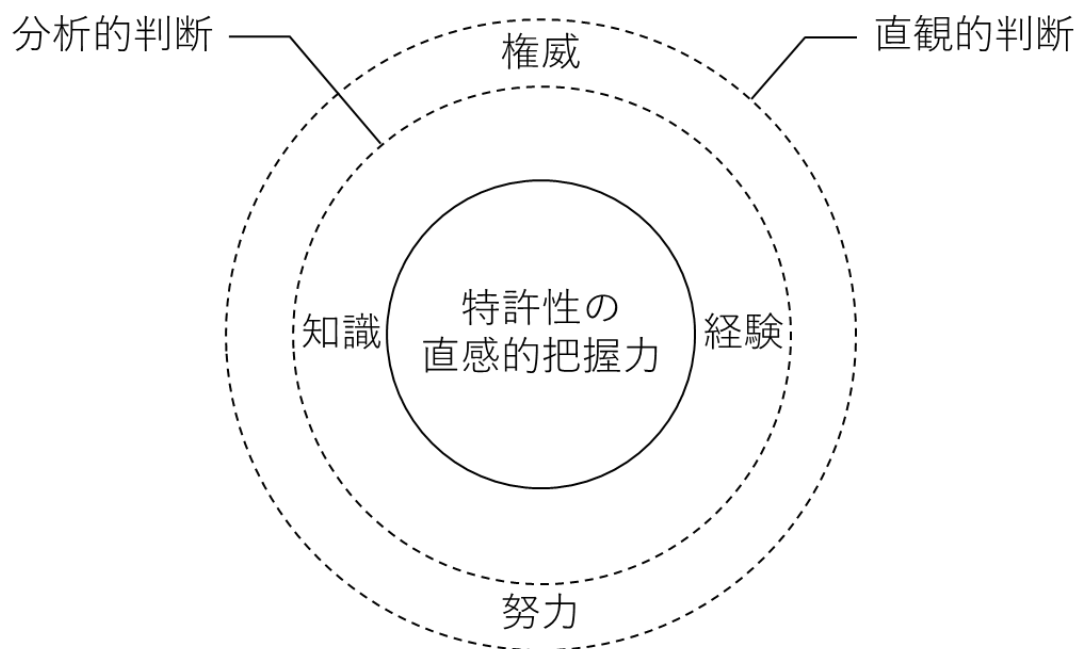 分析的判断
直観的判断
権威
知識
特許性の
直感的把握力
経験
努力